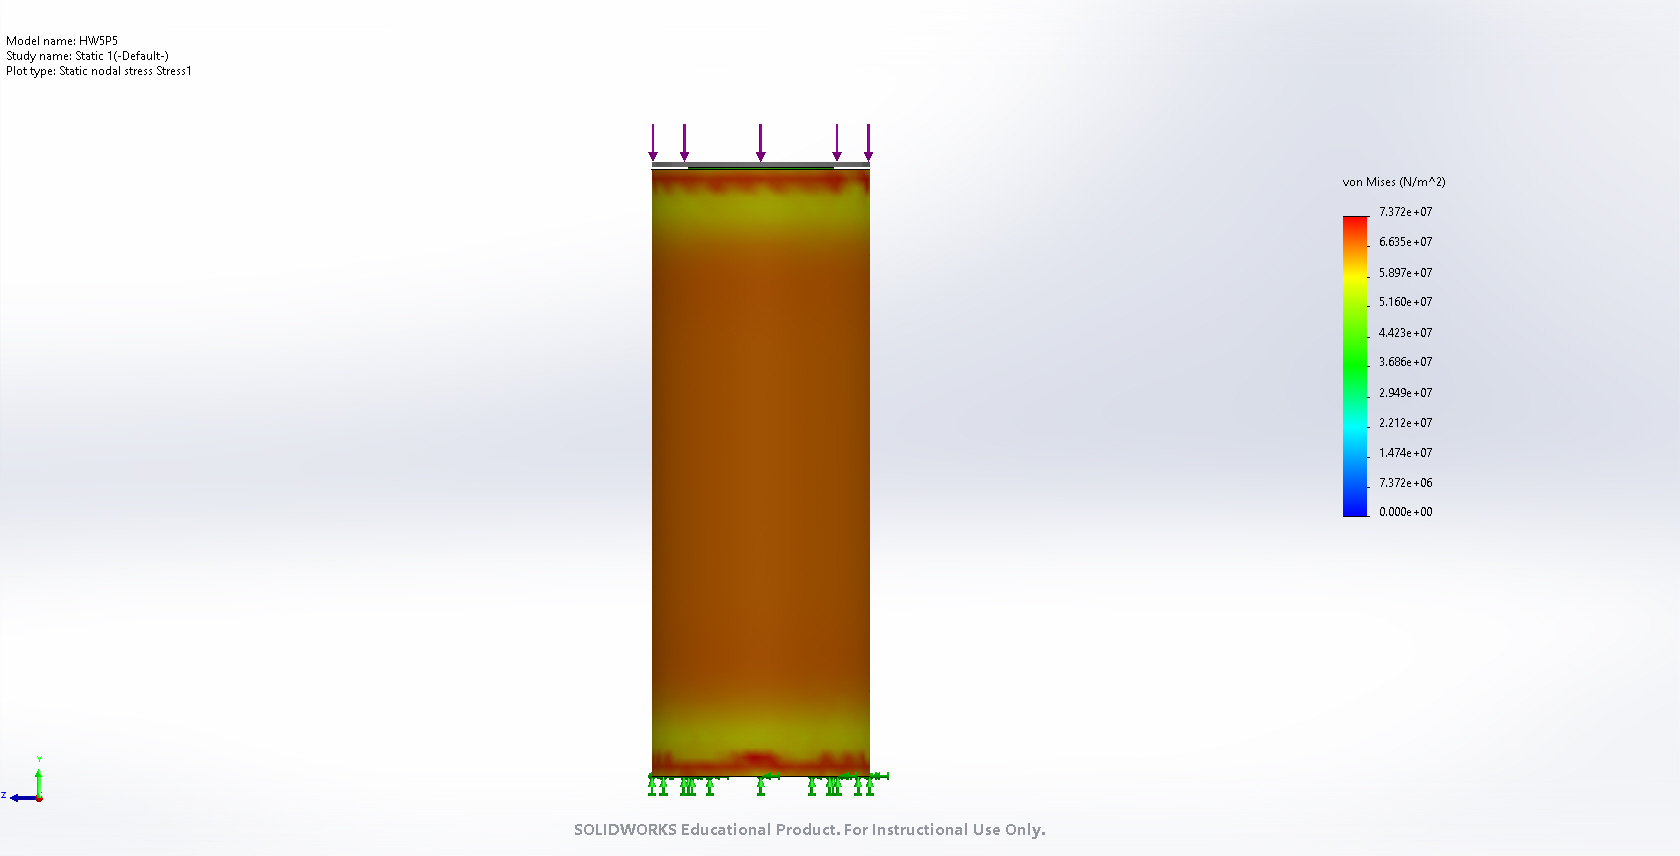 Model name: HW5P5
Study name: Static 1(-Default-)
Plot type: Static nodal stress Stress1
von Mises (N/m^2)
7.372e+07
6.635e+07
5.897e+07
5.160e+07
4.423e+07
3.686e+07
2.949e+07
2.212e+07
1.474e+07
7.372e+06
0.000e+00
Y
Z
SOLIDWORKS Educational Product. For Instructional Use Only.